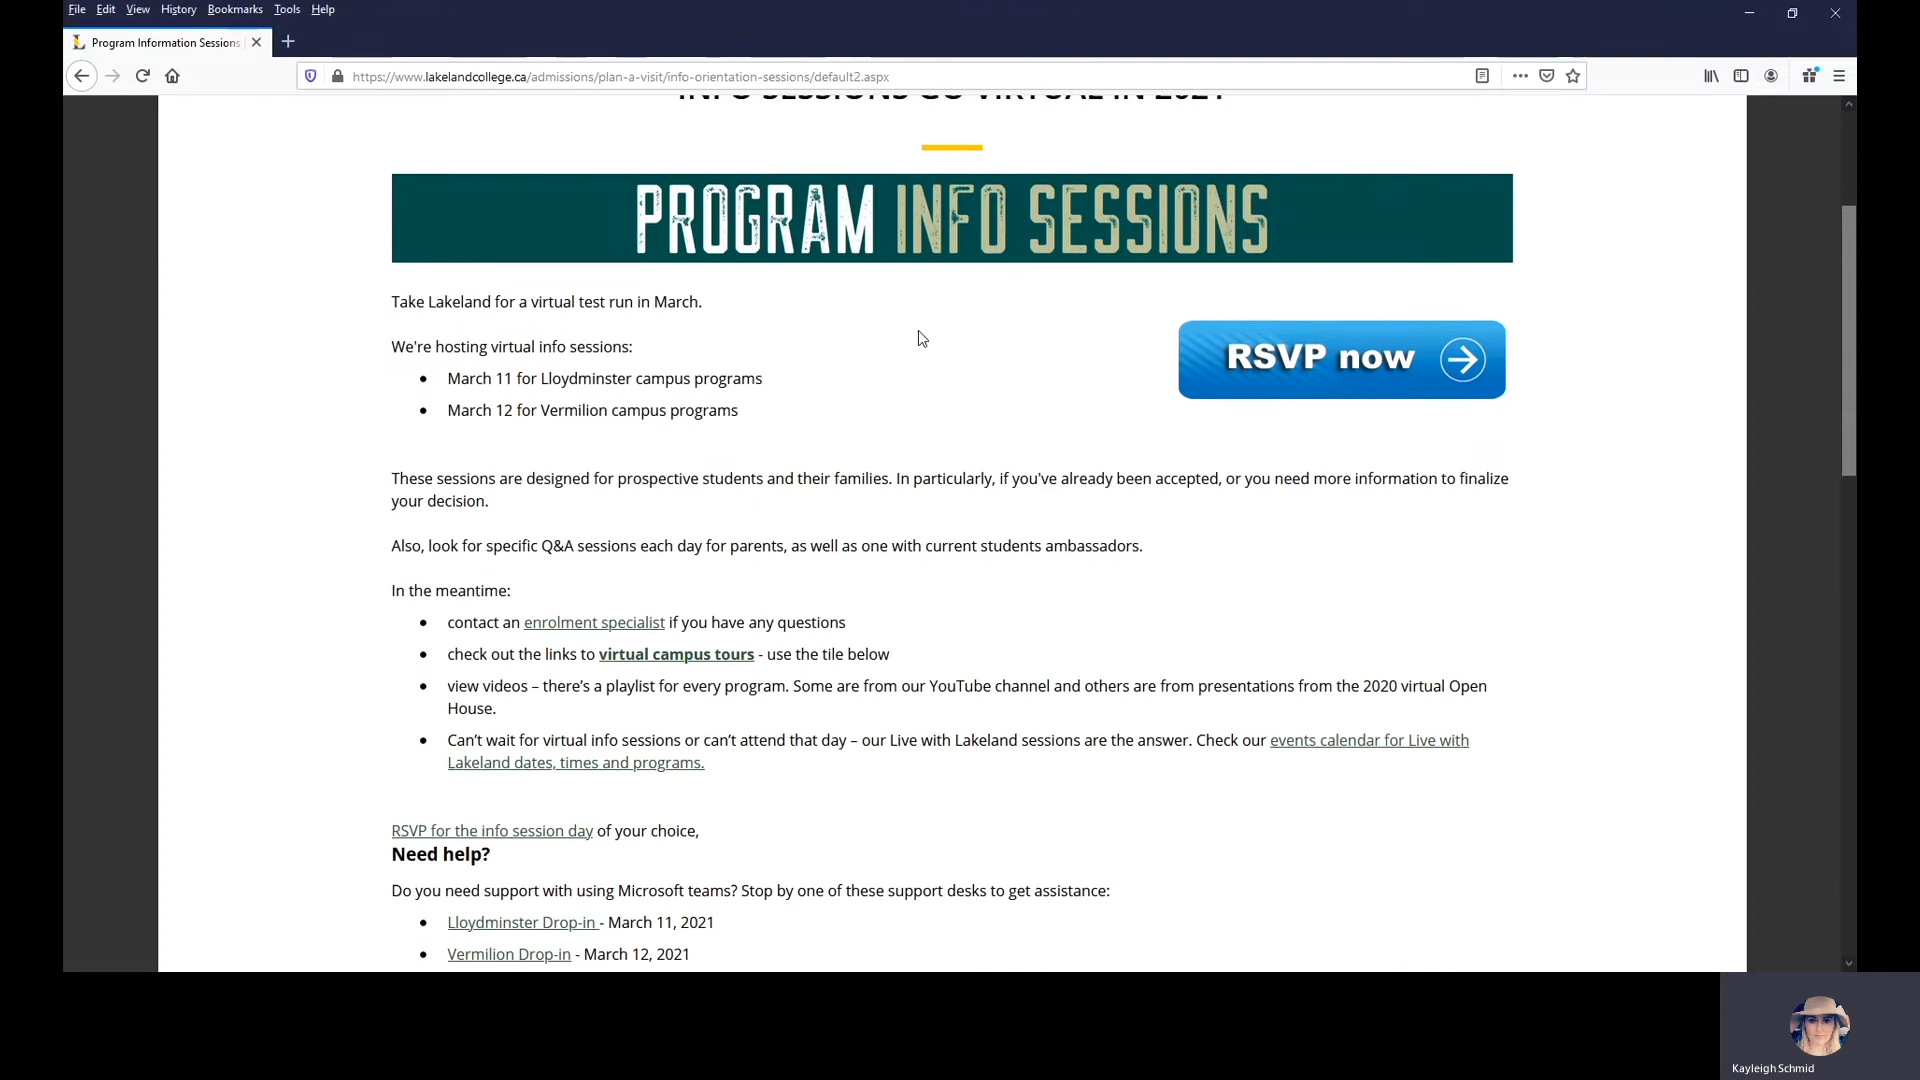 File Edit View History Bookmarks Tools Help
Program Information Sessions
https://www.lakelandcollege.ca/admissions/plan-a-visit/info-orientation-sessions/default2.aspx
INFO SESSIONS GO VIRTUAL IN 2021
PROGRAM INFO SESSIONS
Take Lakeland for a virtual test run in March.
We're hosting virtual info sessions:
RSVP now
• March 11 for Lloydminster campus programs
• March 12 for Vermilion campus programs
These sessions are designed for prospective students and their families. In particularly, if you've already been accepted, or you need more information to finalize
your decision.
Also, look for specific Q&A sessions each day for parents, as well as one with current students ambassadors.
In the meantime:
• contact an enrolment specialist if you have any questions
• check out the links to virtual campus tours - use the tile below
• view videos – there's a playlist for every program. Some are from our YouTube channel and others are from presentations from the 2020 virtual Open
House.
• Can't wait for virtual info sessions or can't attend that day – our Live with Lakeland sessions are the answer. Check our events calendar for Live with
Lakeland dates, times and programs.
RSVP for the info session day of your choice,
Need help?
Do you need support with using Microsoft teams? Stop by one of these support desks to get assistance:
• Lloydminster Drop-in - March 11, 2021
• Vermilion Drop-in - March 12, 2021
Kayleigh Schmid